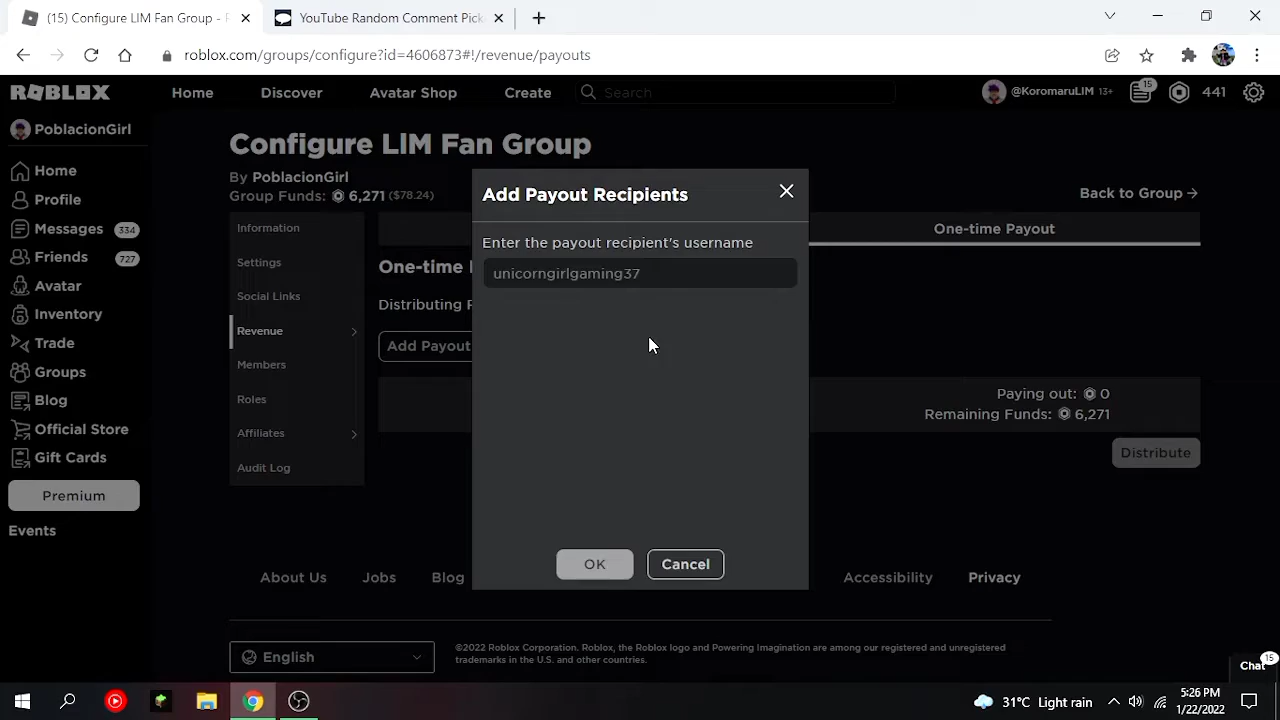 (15) Configure LIM Fan Group -
YouTube Random Comment Pick
roblox.com/groups/configure?id=4606873#!/revenue/payouts
ROBLOX
Home
Discover
Avatar Shop
Create
Search
@KoromaruLIM 13+
15
441
PoblacionGirl
Home
Profile
Messages 334
Friends 727
Avatar
Inventory
Trade
Groups
Blog
Official Store
Gift Cards
Premium
Events
Configure LIM Fan Group
By PoblacionGirl
Group Funds: 6,271 ($78.24)
Back to Group
Information
Settings
Social Links
Revenue
Members
Roles
Affiliates
Audit Log
One-time Payout
One-time
Distributing
Add Payout
Paying out: 0
Remaining Funds: 6,271
Distribute
Add Payout Recipients
Enter the payout recipient's username
unicorngirlgaming37
OK
Cancel
About Us
Jobs
Blog
Accessibility
Privacy
English
©2022 Roblox Corporation. Roblox, the Roblox logo and Powering Imagination are among our registered and unregistered
trademarks in the U.S. and other countries.
Chat
15
31°C Light rain
5:26 PM
1/22/2022